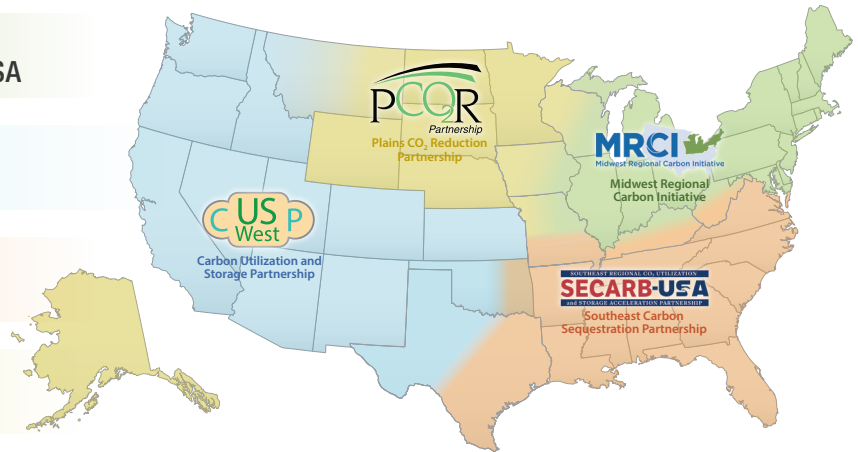 SA
PCO2R
Partnership
Plains CO₂ Reduction
Partnership
MRCI
Midwest Regional Carbon Initiative
Midwest Regional
Carbon Initiative
C US P
West
Carbon Utilization and
Storage Partnership
SOUTHEAST REGIONAL CO₂ UTILIZATION
SECARB-USA
and STORAGE ACCELERATION PARTNERSHIP
Southeast Carbon
Sequestration Partnership